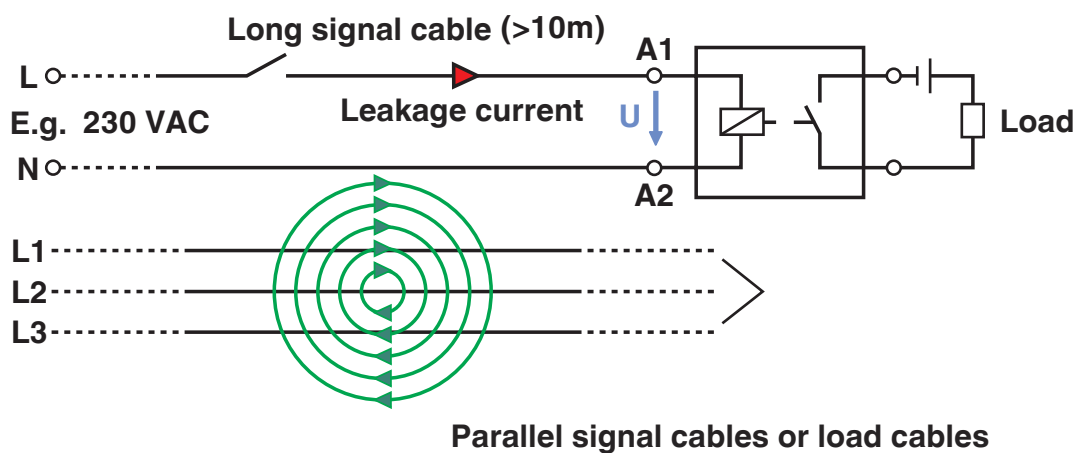 Long signal cable (>10m)
A1
L
Leakage current
U
E.g. 230 VAC
Load
N
A2
L1
L2
L3
Parallel signal cables or load cables